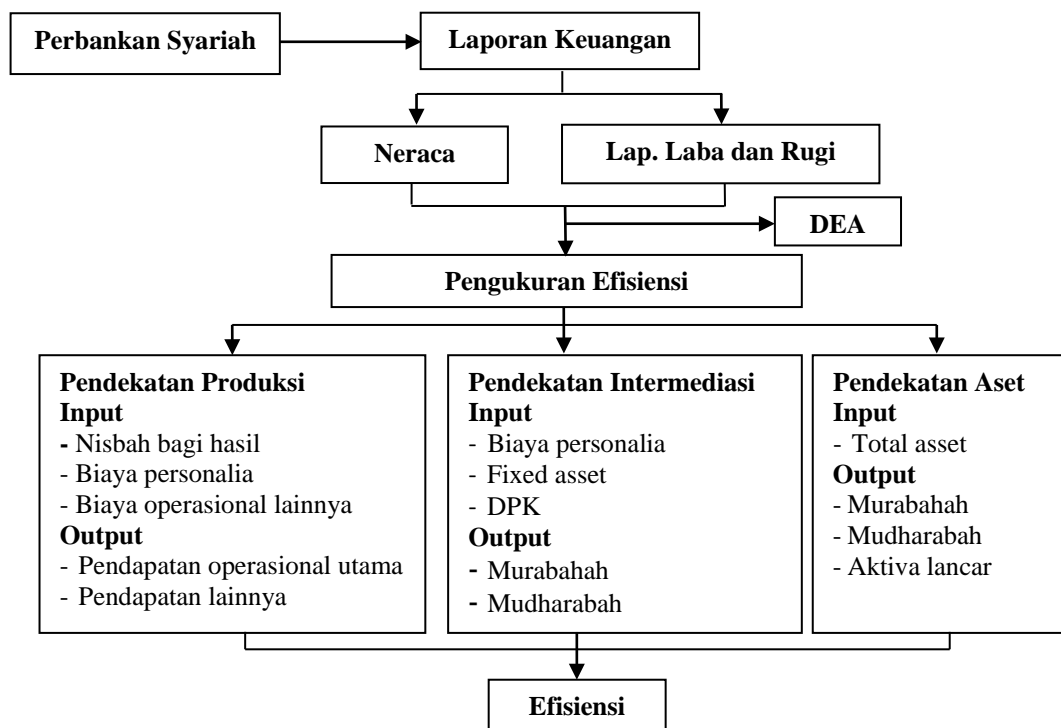 Perbankan Syariah
Laporan Keuangan
Neraca
Lap. Laba dan Rugi
DEA
Pengukuran Efisiensi
Pendekatan Produksi
Input
- Nisbah bagi hasil
- Biaya personalia
- Biaya operasional lainnya
Output
- Pendapatan operasional utama
- Pendapatan lainnya
Pendekatan Intermediasi
Input
- Biaya personalia
- Fixed asset
- DPK
Output
- Murabahah
- Mudharabah
Pendekatan Aset
Input
- Total asset
Output
- Murabahah
- Mudharabah
- Aktiva lancar
Efisiensi